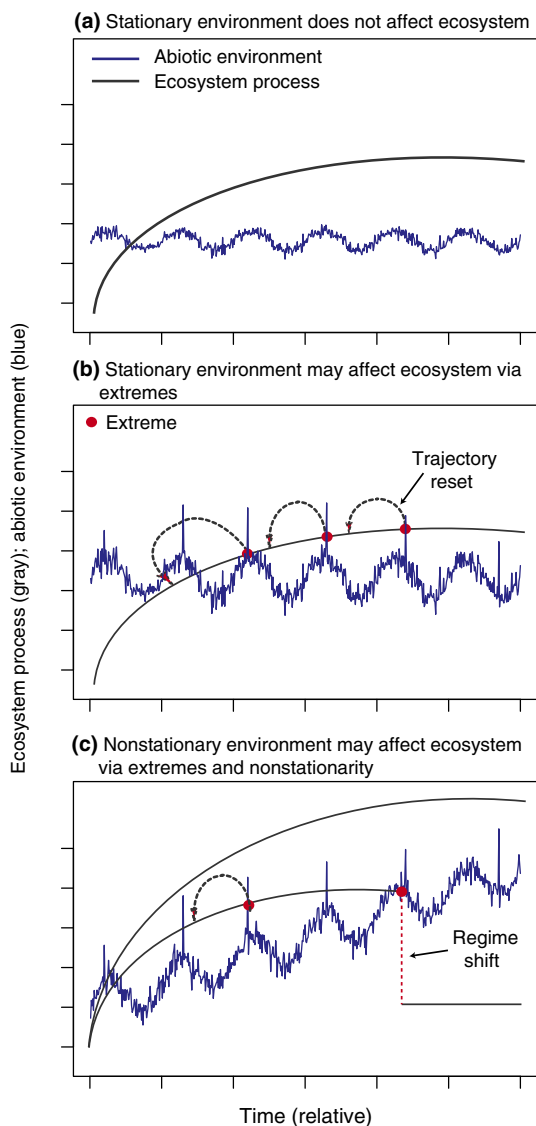 (a) Stationary environment does not affect ecosystem
Abiotic environment
Ecosystem process
(b) Stationary environment may affect ecosystem via
extremes
Extreme
Trajectory
reset
(c) Nonstationary environment may affect ecosystem
via extremes and nonstationarity
Regime
shift
Ecosystem process (gray); abiotic environment (blue)
Time (relative)